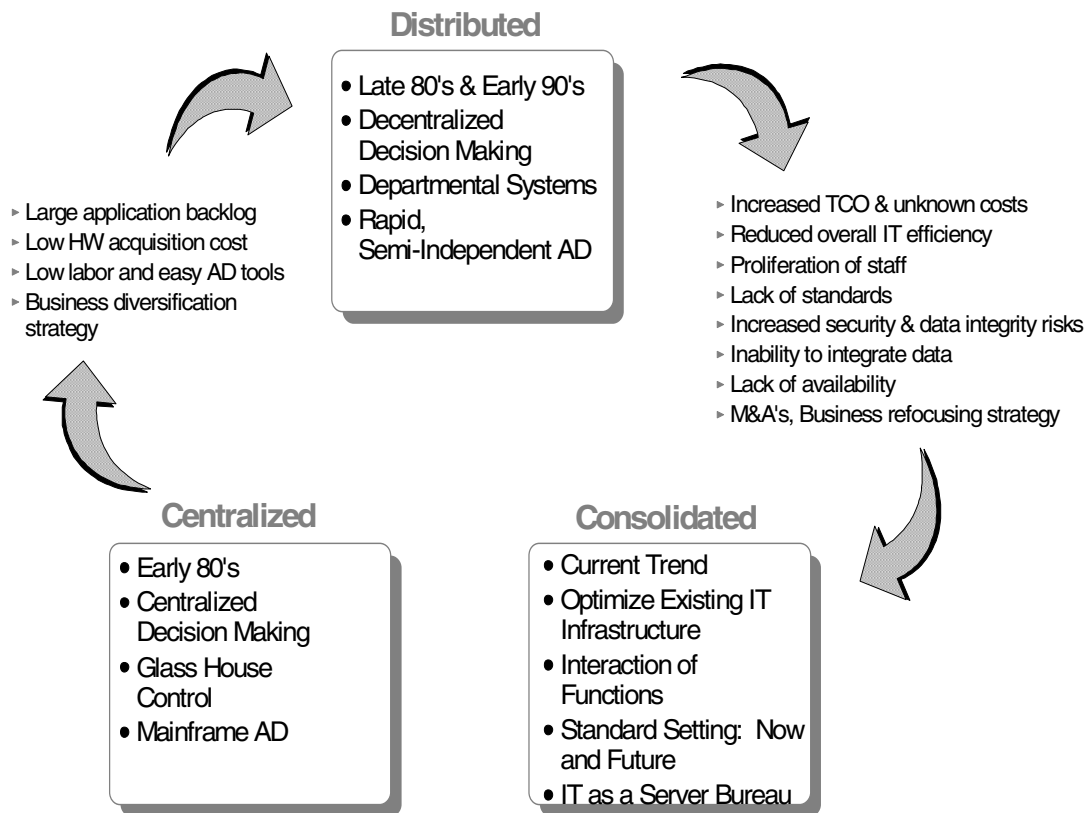 Distributed
• Late 80's & Early 90's
• Decentralized
Decision Making
• Departmental Systems
• Rapid,
Semi-Independent AD
▸ Large application backlog
▸ Low HW acquisition cost
▸ Low labor and easy AD tools
▸ Business diversification
strategy
▸ Increased TCO & unknown costs
▸ Reduced overall IT efficiency
▸ Proliferation of staff
▸ Lack of standards
▸ Increased security & data integrity risks
▸ Inability to integrate data
▸ Lack of availability
▸ M&A's, Business refocusing strategy
Centralized
• Early 80's
• Centralized
Decision Making
• Glass House
Control
• Mainframe AD
Consolidated
• Current Trend
• Optimize Existing IT
Infrastructure
• Interaction of
Functions
• Standard Setting: Now
and Future
• IT as a Server Bureau